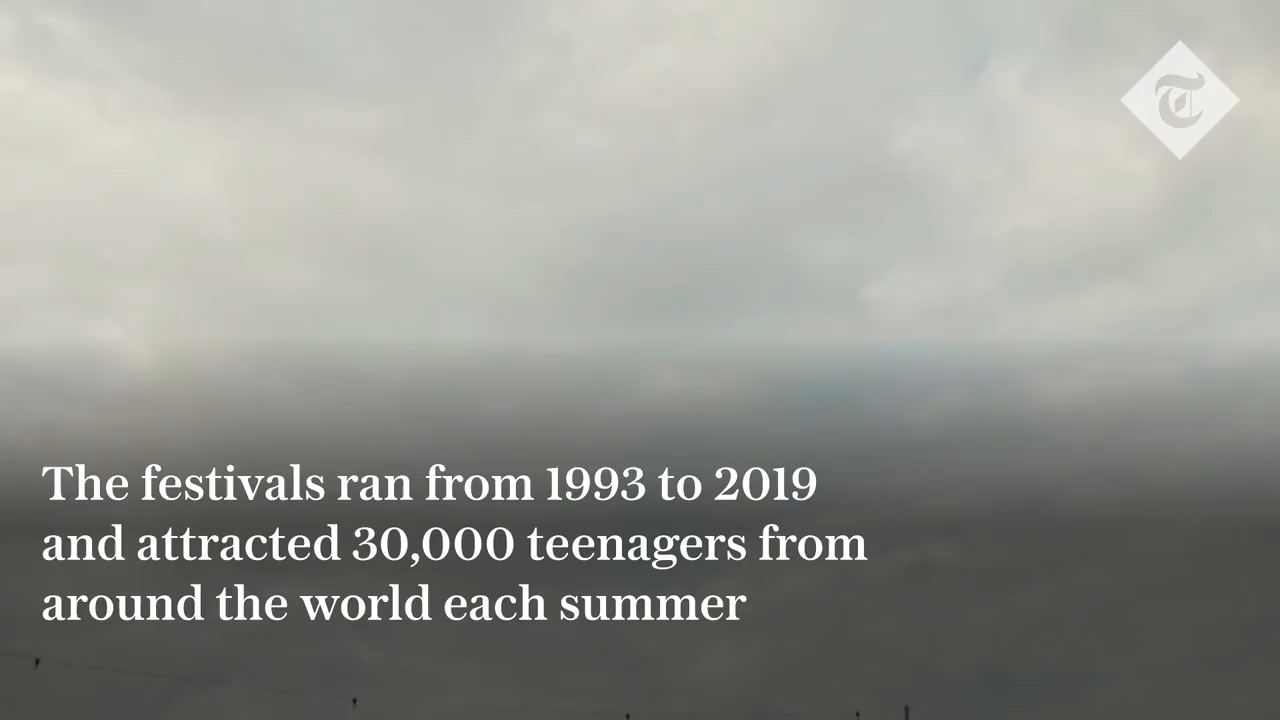 The festivals ran from 1993 to 2019
and attracted 30,000 teenagers from
around the world each summer
T